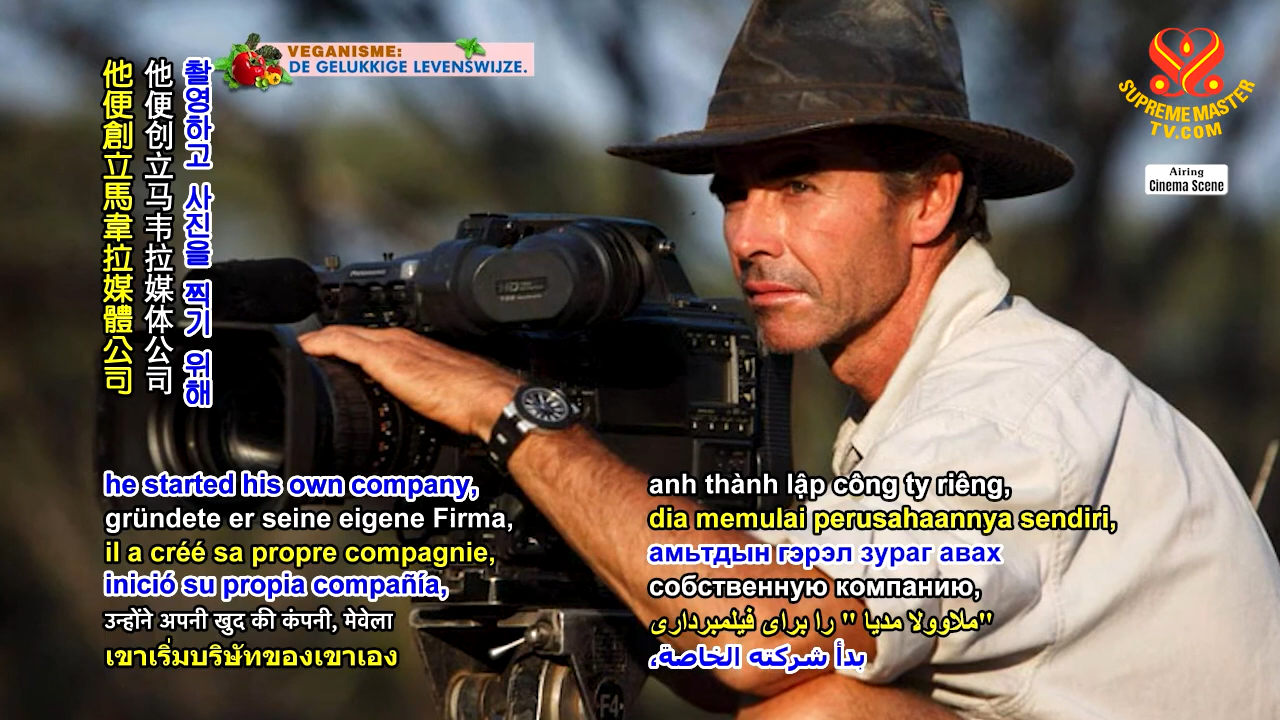 VEGANISME:
DE GELUKKIGE LEVENSWIJZE.
SUPREME MASTER
TV.COM
Airing
Cinema Scene
他便創立馬韋拉媒體公司
他便创立马韦拉媒体公司
촬영하고 사진을 찍기 위해
Panasonic
HD
F4
he started his own company,
gründete er seine eigene Firma,
il a créé sa propre compagnie,
inició su propia compañía,
उन्होंने अपनी खुद की कंपनी, मेवेला
เขาเริ่มบริษัทของเขาเอง
anh thành lập công ty riêng,
dia memulai perusahaannya sendiri,
амьтдын гэрэл зураг авах
собственную компанию,
"ملاوولا مدیا " را برای فیلمبرداری
بدأ شركته الخاصة،